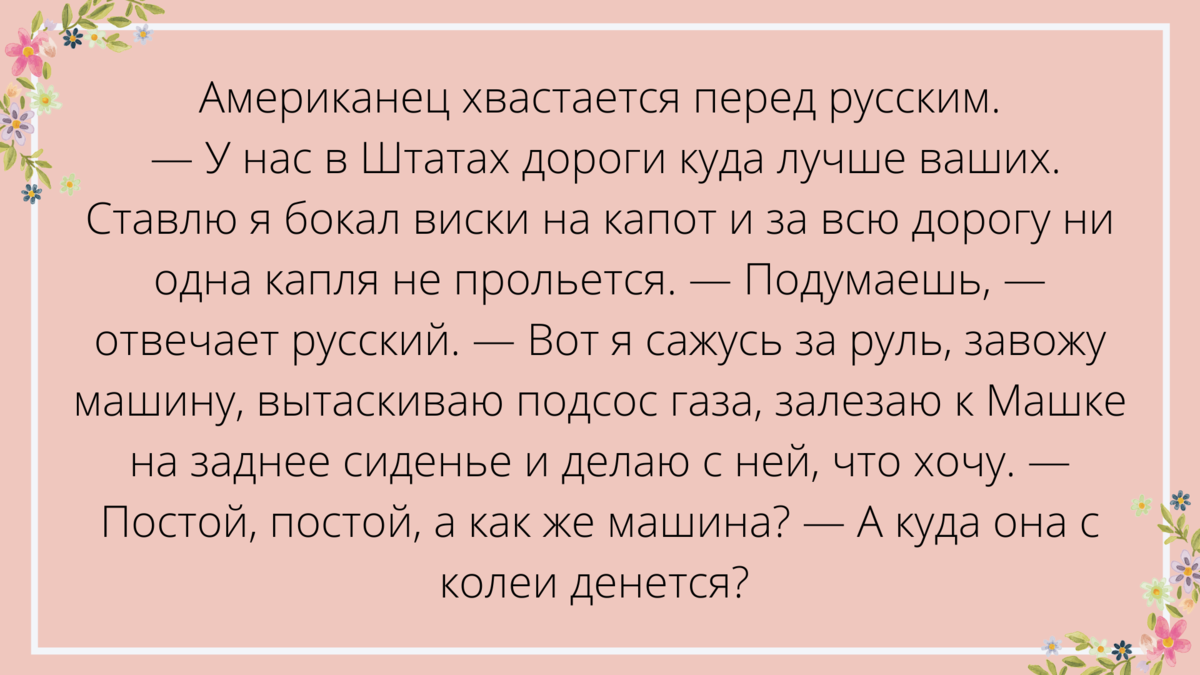 Американец хвастается перед русским.
— У нас в Штатах дороги куда лучше ваших.
Ставлю я бокал виски на капот и за всю дорогу ни
одна капля не прольется. — Подумаешь, —
отвечает русский. — Вот я сажусь за руль, завожу
машину, вытаскиваю подсос газа, залезаю к Машке
на заднее сиденье и делаю с ней, что хочу. —
Постой, постой, а как же машина? — А куда она с
колеи денется?